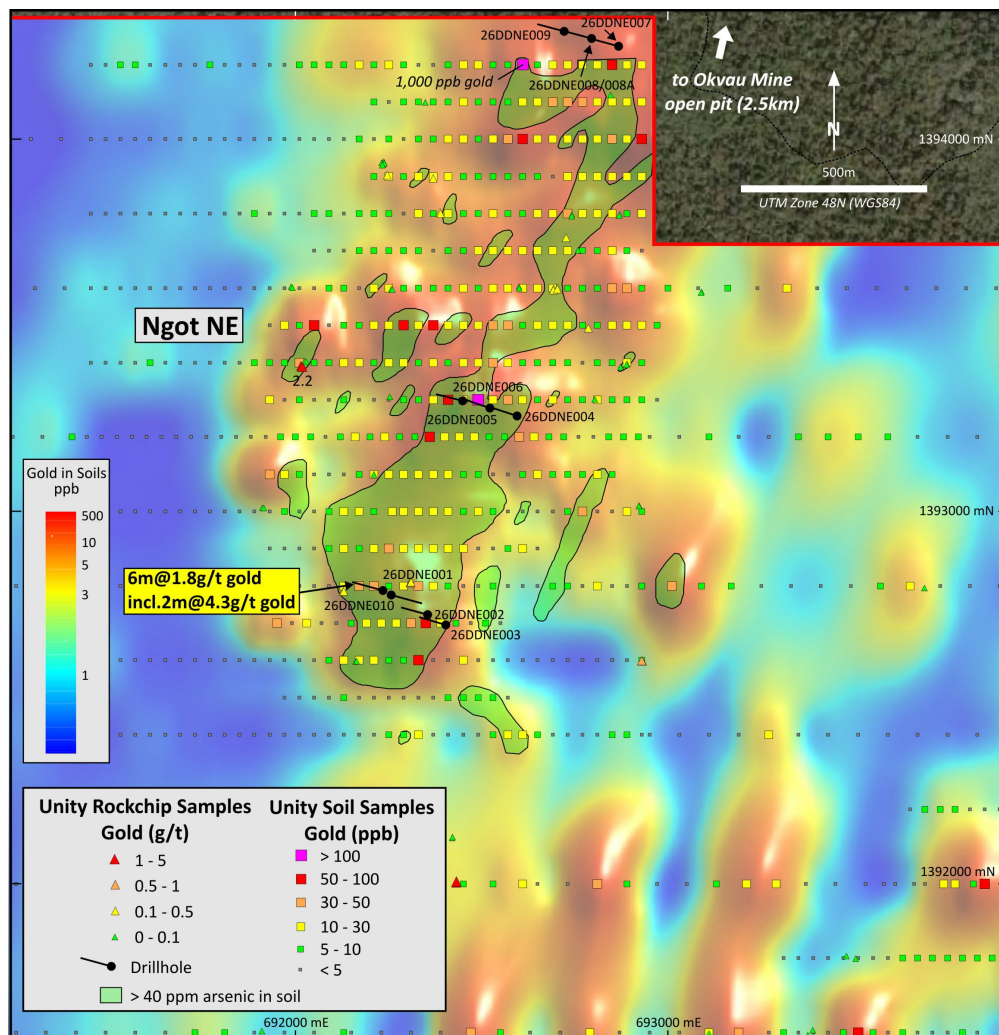 26DDNE007
26DDNE009
1,000 ppb gold
26DDNE008/008A
to Okvau Mine
open pit (2.5km)
N
1394000 mN
500m
UTM Zone 48N (WGS84)
Ngot NE
2.2
26DDNE006
26DDNE005
26DDNE004
Gold in Soils
ppb
500
10
5
3
1
1393000 mN
6m@1.8g/t gold
incl.2m@4.3g/t gold
26DDNE001
26DDNE010
26DDNE002
26DDNE003
Unity Rockchip Samples
Gold (g/t)
1 - 5
0.5 - 1
0.1 - 0.5
0 - 0.1
Drillhole
> 40 ppm arsenic in soil
Unity Soil Samples
Gold (ppb)
> 100
50 - 100
30 - 50
10 - 30
5 - 10
< 5
1392000 mN
692000 mE
693000 mE